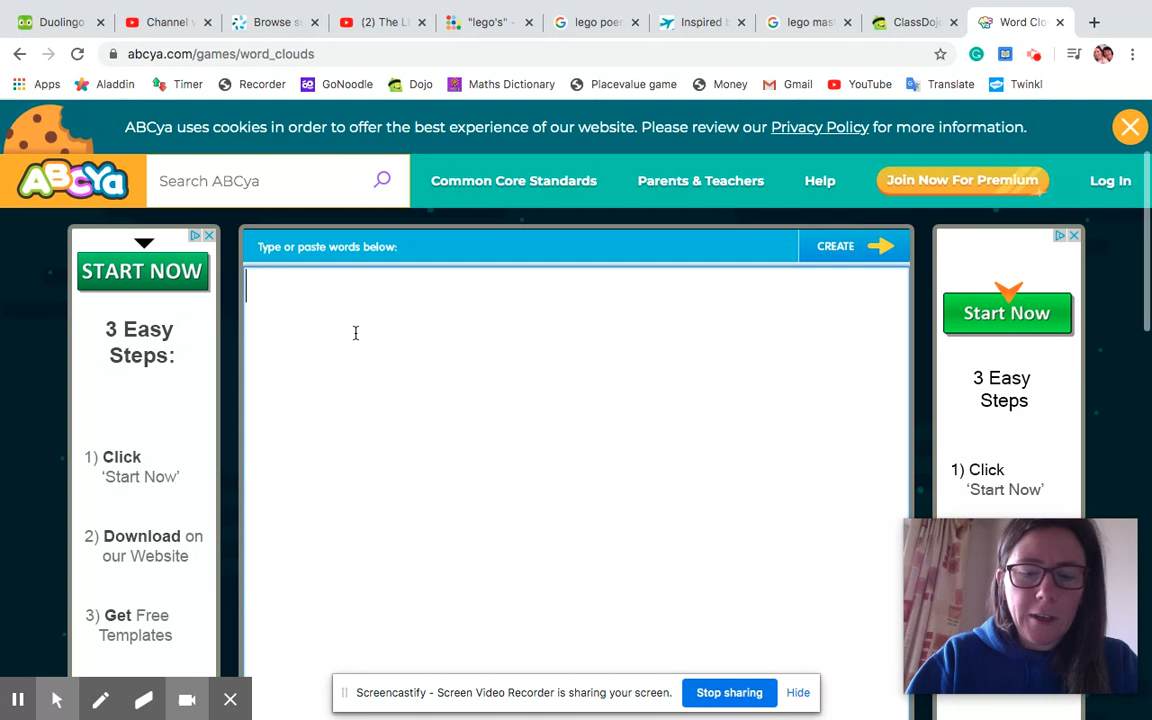 Duolingo
Channel
Browse s
(2) The Li
"lego's" -
lego poe
Inspired b
lego mas
ClassDojo
Word Clo
abcya.com/games/word_clouds
Apps
Aladdin
Timer
Recorder
GoNoodle
Dojo
Maths Dictionary
Placevalue game
Money
Gmail
YouTube
Translate
Twinkl
ABCya uses cookies in order to offer the best experience of our website. Please review our Privacy Policy for more information.
ABCya
Search ABCya
Common Core Standards
Parents & Teachers
Help
Join Now For Premium
Log In
START NOW
3 Easy
Steps:
1) Click
'Start Now'
2) Download on
our Website
3) Get Free
Templates
Type or paste words below:
CREATE
Start Now
3 Easy
Steps
1) Click
'Start Now'
Screencastify - Screen Video Recorder is sharing your screen.
Stop sharing
Hide